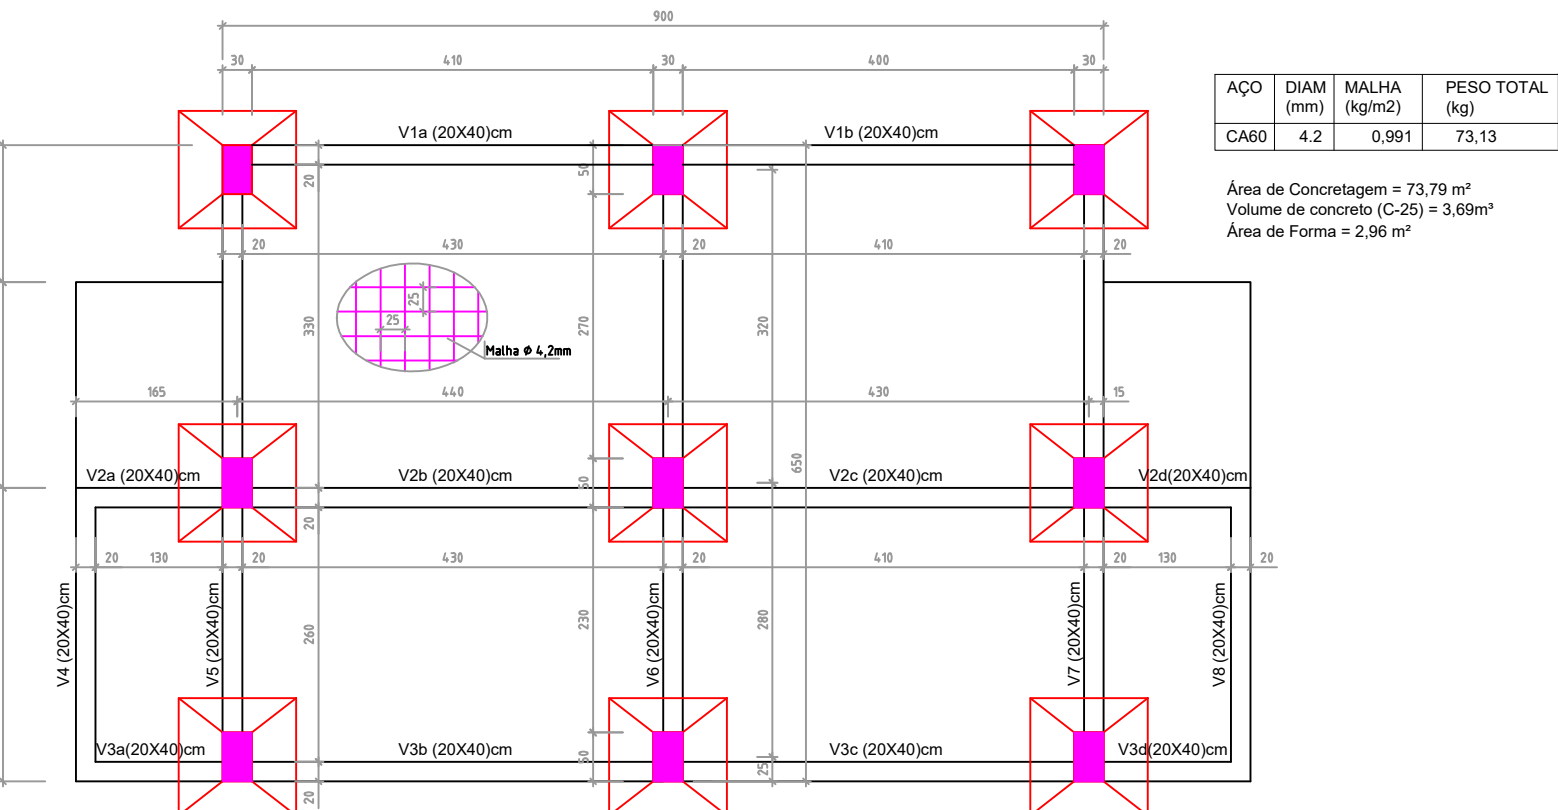 900
30 410 30 400 30
AÇO DIAM (mm) MALHA (kg/m2) PESO TOTAL (kg)
CA60 4.2 0,991 73,13
V1a (20X40)cm V1b (20X40)cm
20 50
Área de Concretagem = 73,79 m²
Volume de concreto (C-25) = 3,69m³
Área de Forma = 2,96 m²
20 430 20 410 20
25
25
330 270 320
Malha Ø 4,2mm
165 440 430 15
650
V2a (20X40)cm V2b (20X40)cm V2c (20X40)cm V2d(20X40)cm
50
20
20 130 20 430 20 410 20 130 20
V4 (20X40)cm V5 (20X40)cm V6 (20X40)cm V7 (20X40)cm V8 (20X40)cm
260 230 280
V3a(20X40)cm V3b (20X40)cm V3c (20X40)cm V3d(20X40)cm
50 25
20